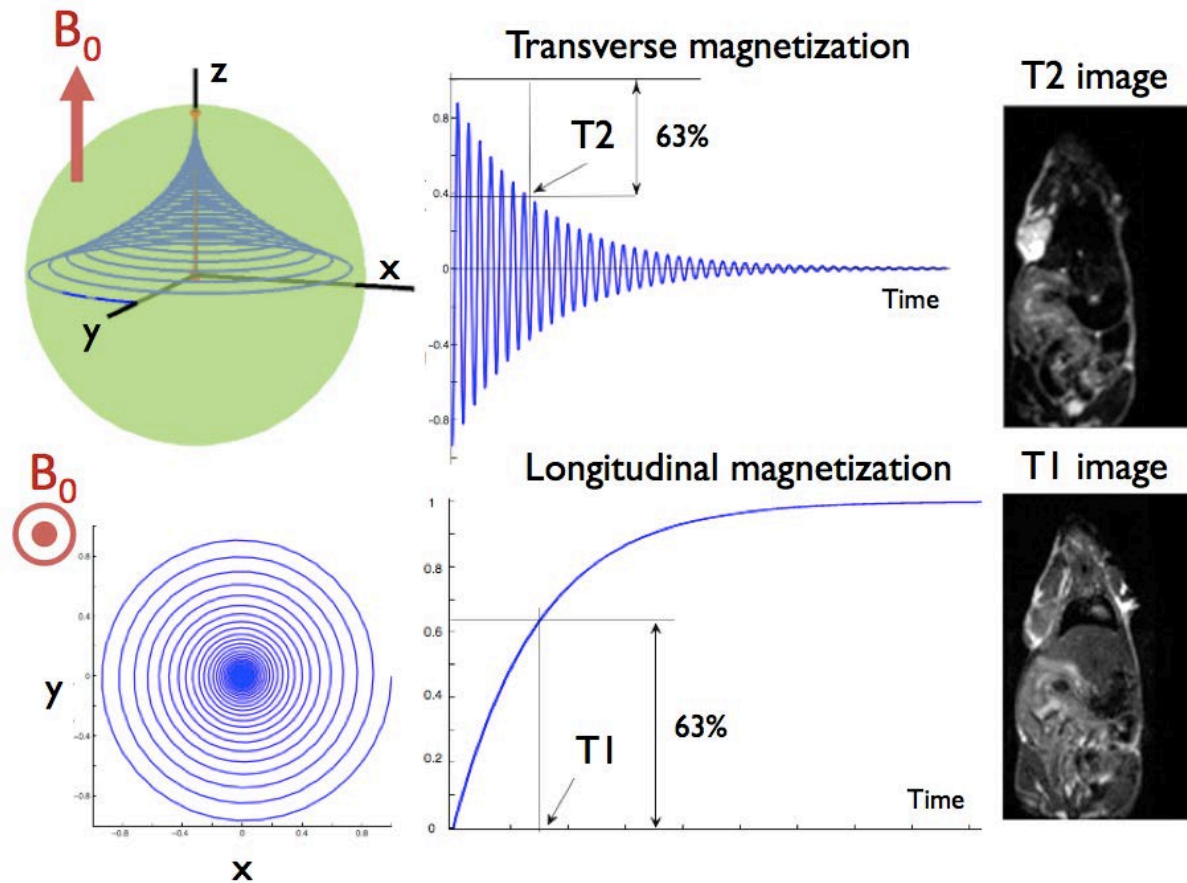 B0
z
x
y
Transverse magnetization
0.8
0.4
0
-0.4
-0.8
T2
63%
Time
T2 image
B0
0.8
0.4
0
-0.4
-0.8
y
-0.8
-0.4
0
0.4
0.8
x
Longitudinal magnetization
1
0.8
0.6
0.4
0.2
0
T1
63%
Time
T1 image